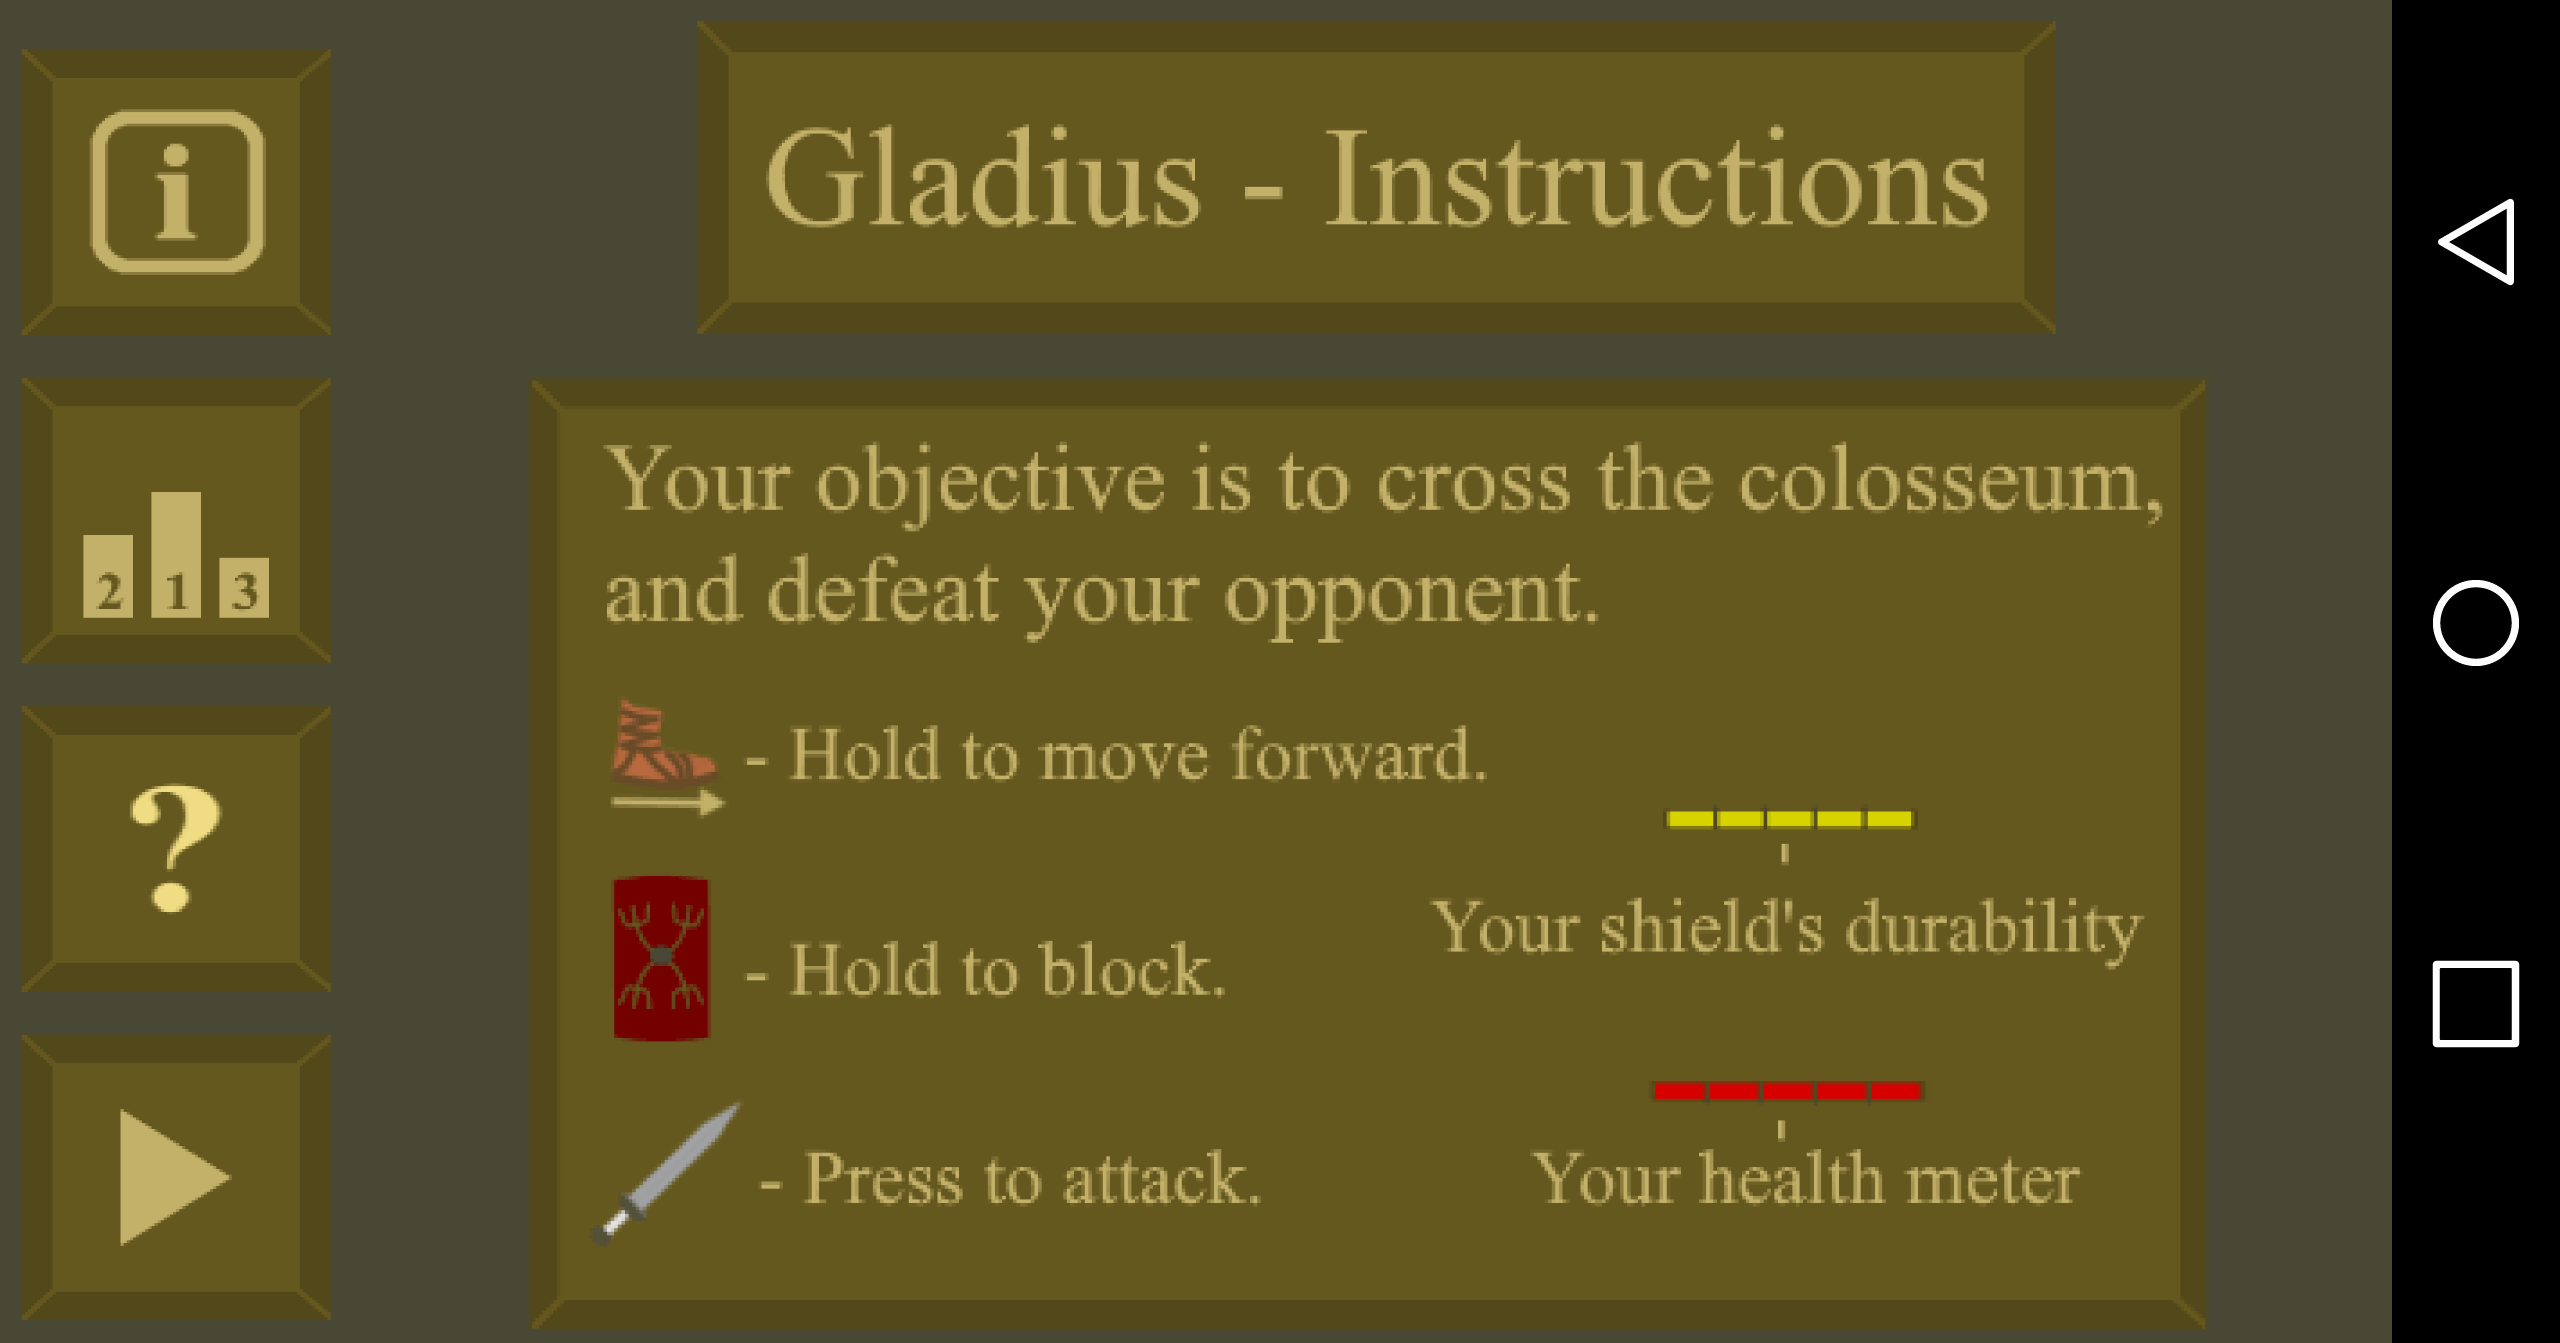 i
Gladius - Instructions
2 1 3
?
Your objective is to cross the colosseum,
and defeat your opponent.
- Hold to move forward.
- Hold to block.
- Press to attack.
Your shield's durability
Your health meter